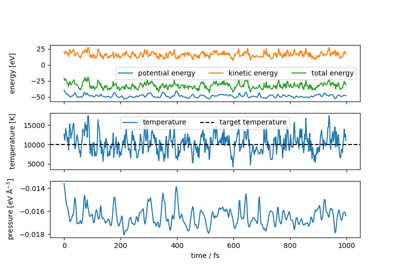 energy [eV]
25
0
−25
−50
potential energy kinetic energy total energy
temperature [K]
15000
10000
5000
temperature target temperature
pressure [eV Å⁻³]
−0.014
−0.016
−0.018
0 200 400 600 800 1000
time / fs